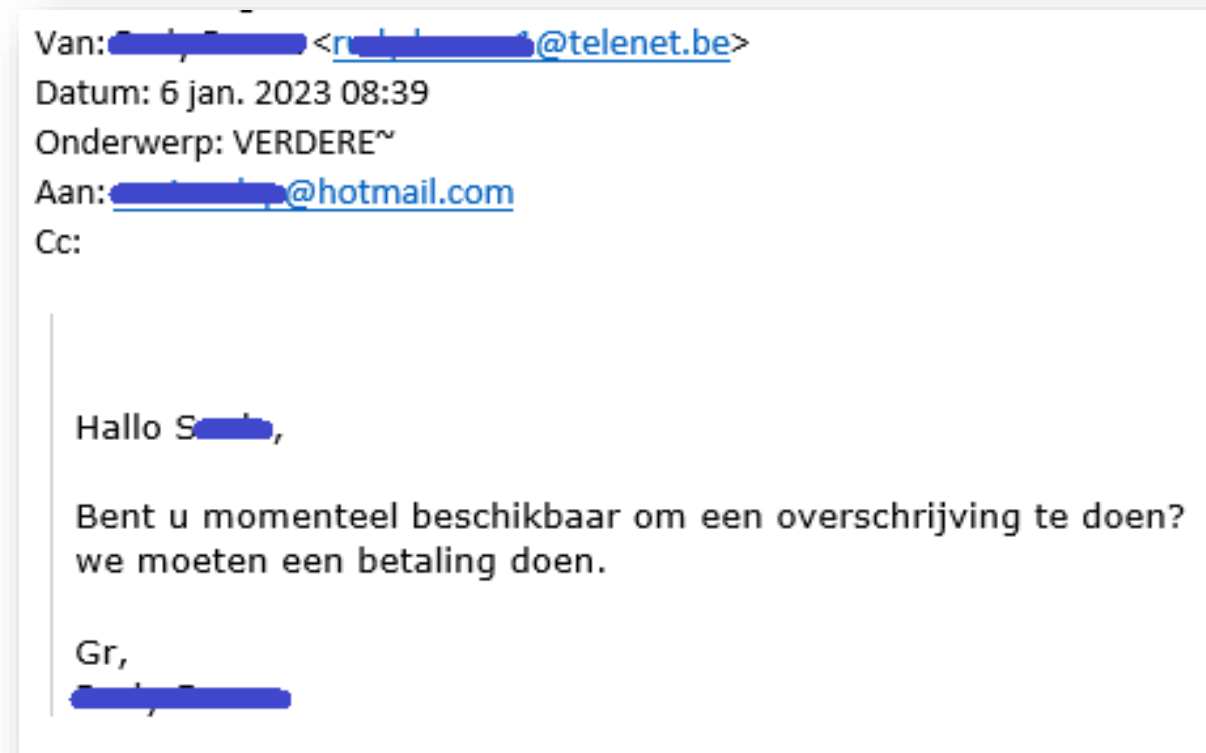 Van: <r @telenet.be>
Datum: 6 jan. 2023 08:39
Onderwerp: VERDERE~
Aan: @hotmail.com
Cc:
Hallo S ,
Bent u momenteel beschikbaar om een overschrijving te doen?
we moeten een betaling doen.
Gr,